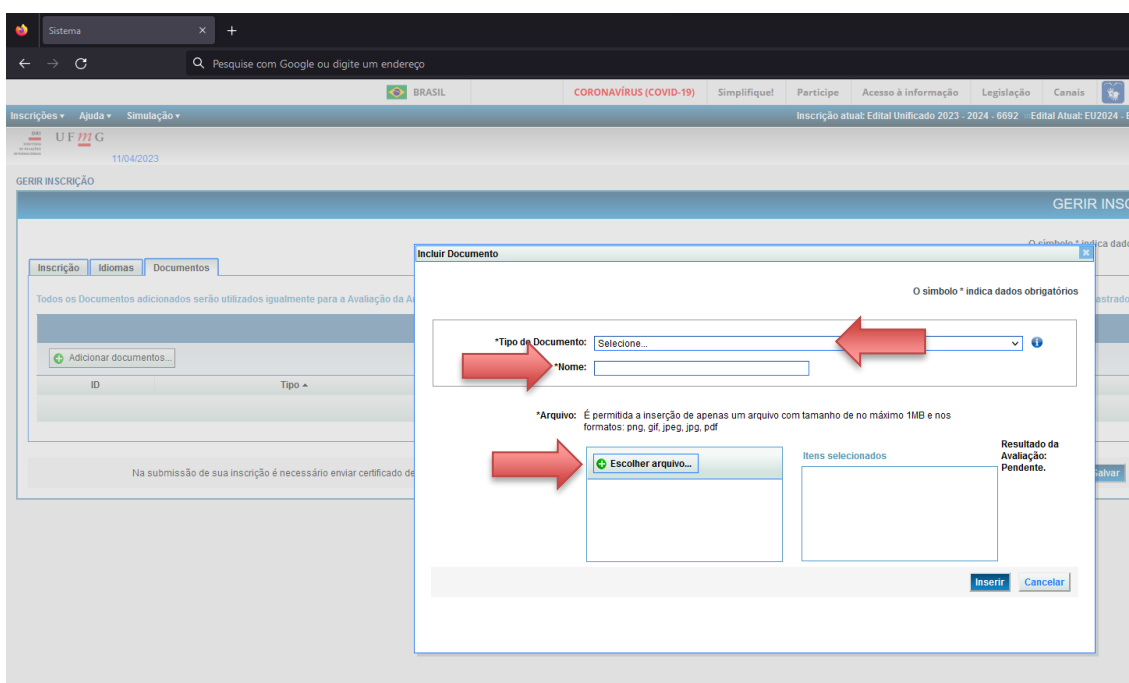 Sistema
Pesquise com Google ou digite um endereço
BRASIL CORONAVÍRUS (COVID-19) Simplifique! Participe Acesso à informação Legislação Canais
Inscrições Ajuda Simulação Inscrição atual: Edital Unificado 2023 - 2024 - 6692 Edital Atual: EU2024 -
UFMG
11/04/2023
GERIR INSCRIÇÃO
GERIR
Inscrição Idiomas Documentos
Todos os Documentos adicionados serão utilizados igualmente para a Avaliação da
Adicionar documentos...
ID Tipo
Na submissão de sua inscrição é necessário enviar certificado de
Salvar
Incluir Documento
O símbolo * indica dados obrigatórios
*Tipo de Documento: Selecione...
*Nome:
*Arquivo: É permitida a inserção de apenas um arquivo com tamanho de no máximo 1MB e nos
formatos: png, gif, jpeg, jpg, pdf
Escolher arquivo...
Itens selecionados
Resultado da
Avaliação:
Pendente.
Inserir Cancelar